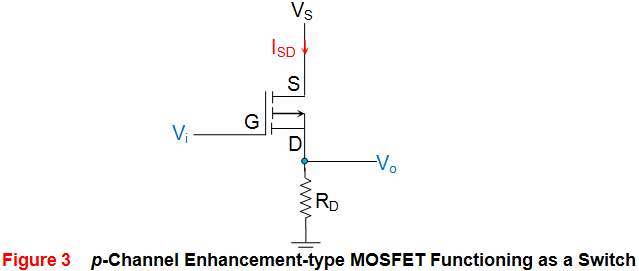 VS
ISD
S
G
Vi
D
Vo
RD
Figure 3 p-Channel Enhancement-type MOSFET Functioning as a Switch